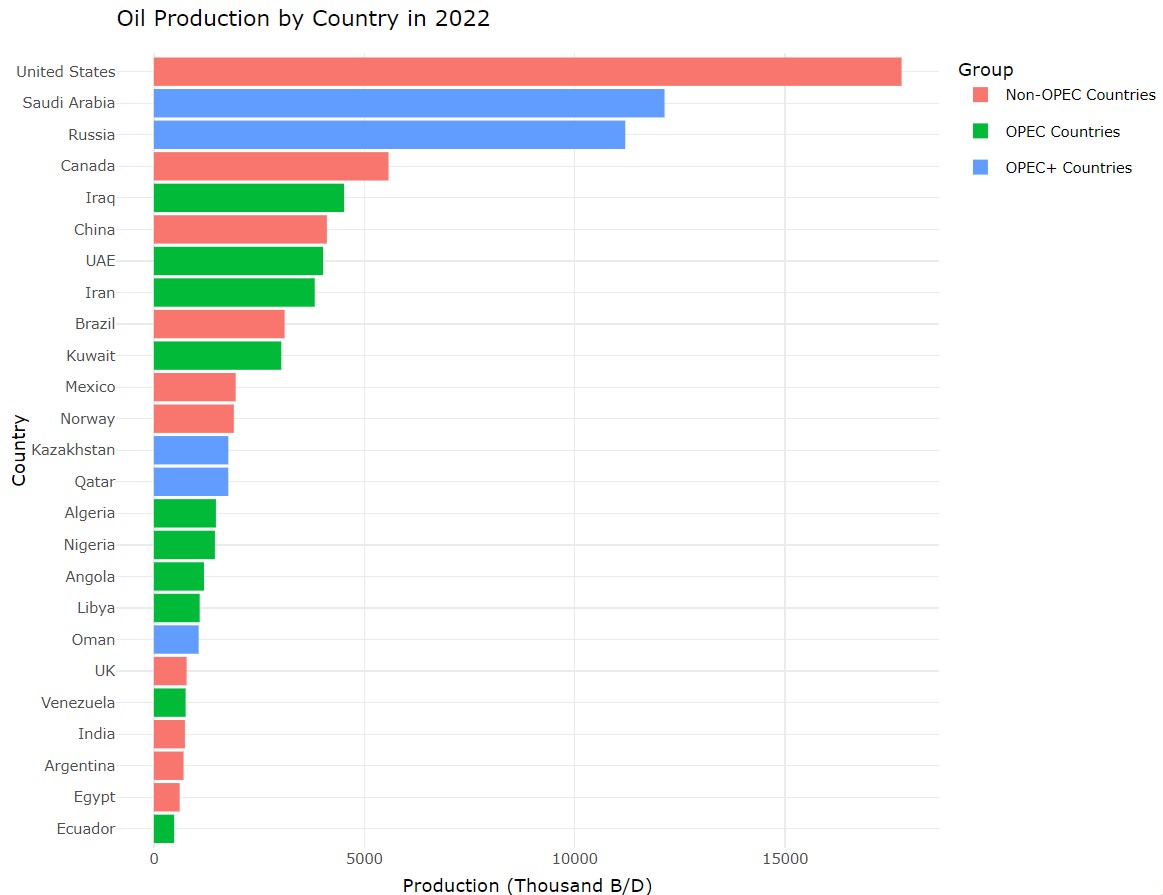 Oil Production by Country in 2022
United States
Saudi Arabia
Russia
Canada
Iraq
China
UAE
Iran
Brazil
Kuwait
Mexico
Norway
Kazakhstan
Qatar
Algeria
Nigeria
Angola
Libya
Oman
UK
Venezuela
India
Argentina
Egypt
Ecuador
Country
0 5000 10000 15000
Production (Thousand B/D)
Group
Non-OPEC Countries
OPEC Countries
OPEC+ Countries